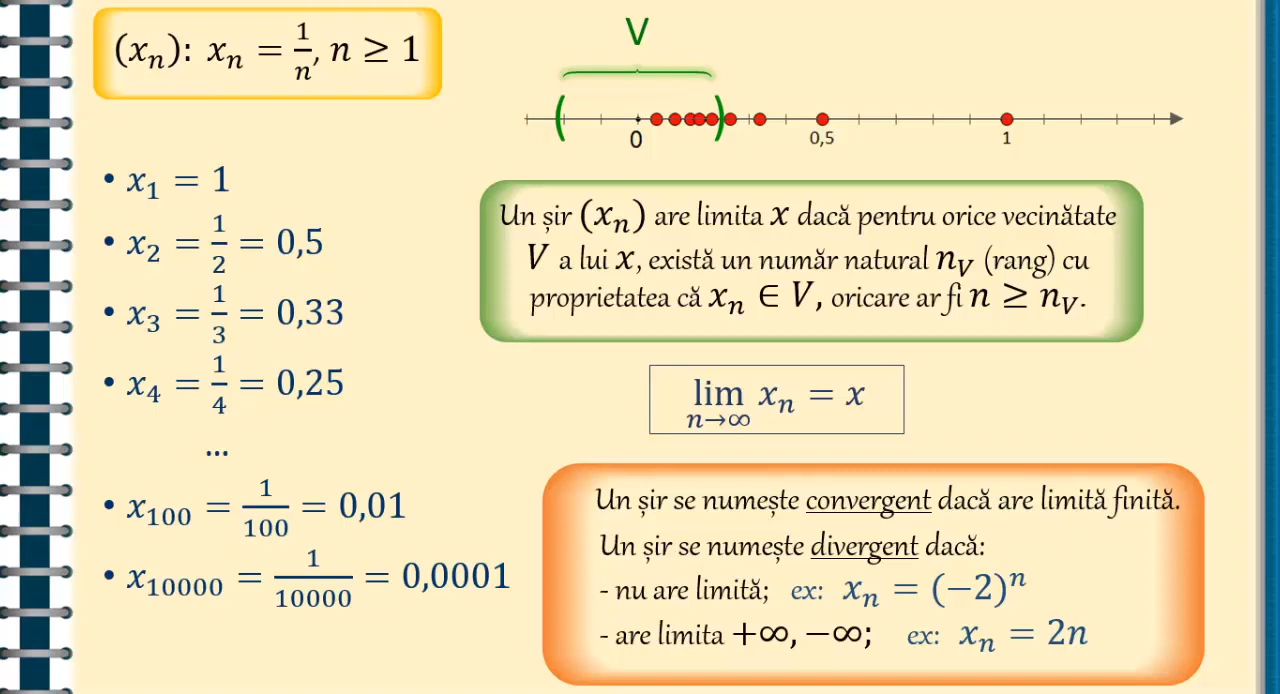 (xₙ): xₙ = 1/n, n ≥ 1
V
0
0,5
1
• x₁ = 1
• x₂ = 1/2 = 0,5
• x₃ = 1/3 = 0,33
• x₄ = 1/4 = 0,25
...
• x₁₀₀ = 1/100 = 0,01
• x₁₀₀₀₀ = 1/10000 = 0,0001
Un șir (xₙ) are limita x dacă pentru orice vecinătate
V a lui x, există un număr natural n_V (rang) cu
proprietatea că xₙ ∈ V, oricare ar fi n ≥ n_V.
lim n→∞ xₙ = x
Un șir se numește convergent dacă are limită finită.
Un șir se numește divergent dacă:
- nu are limită; ex: xₙ = (−2)ⁿ
- are limita +∞, −∞; ex: xₙ = 2n